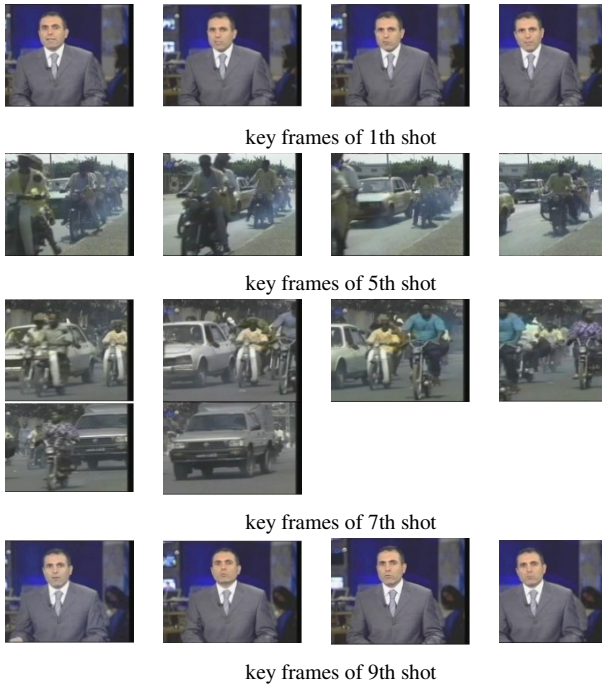 key frames of 1th shot
key frames of 5th shot
key frames of 7th shot
key frames of 9th shot